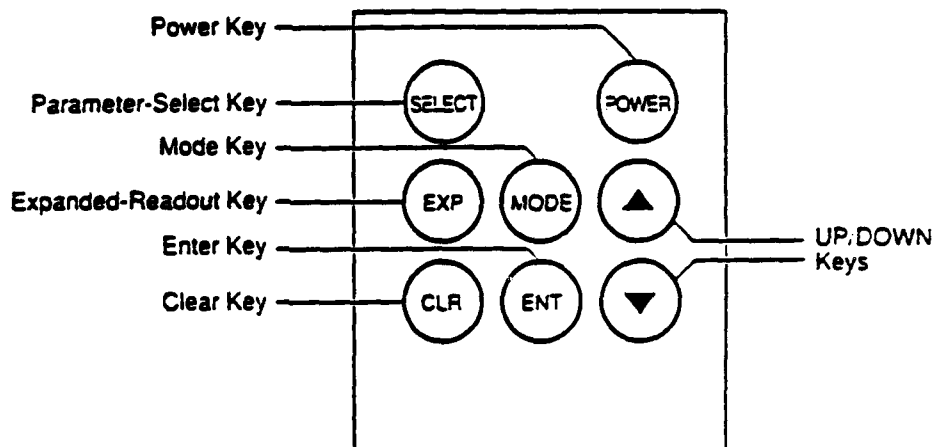 Power Key
Parameter-Select Key
SELECT
POWER
Mode Key
Expanded-Readout Key
EXP
MODE
Enter Key
UP/DOWN
Keys
Clear Key
CLR
ENT